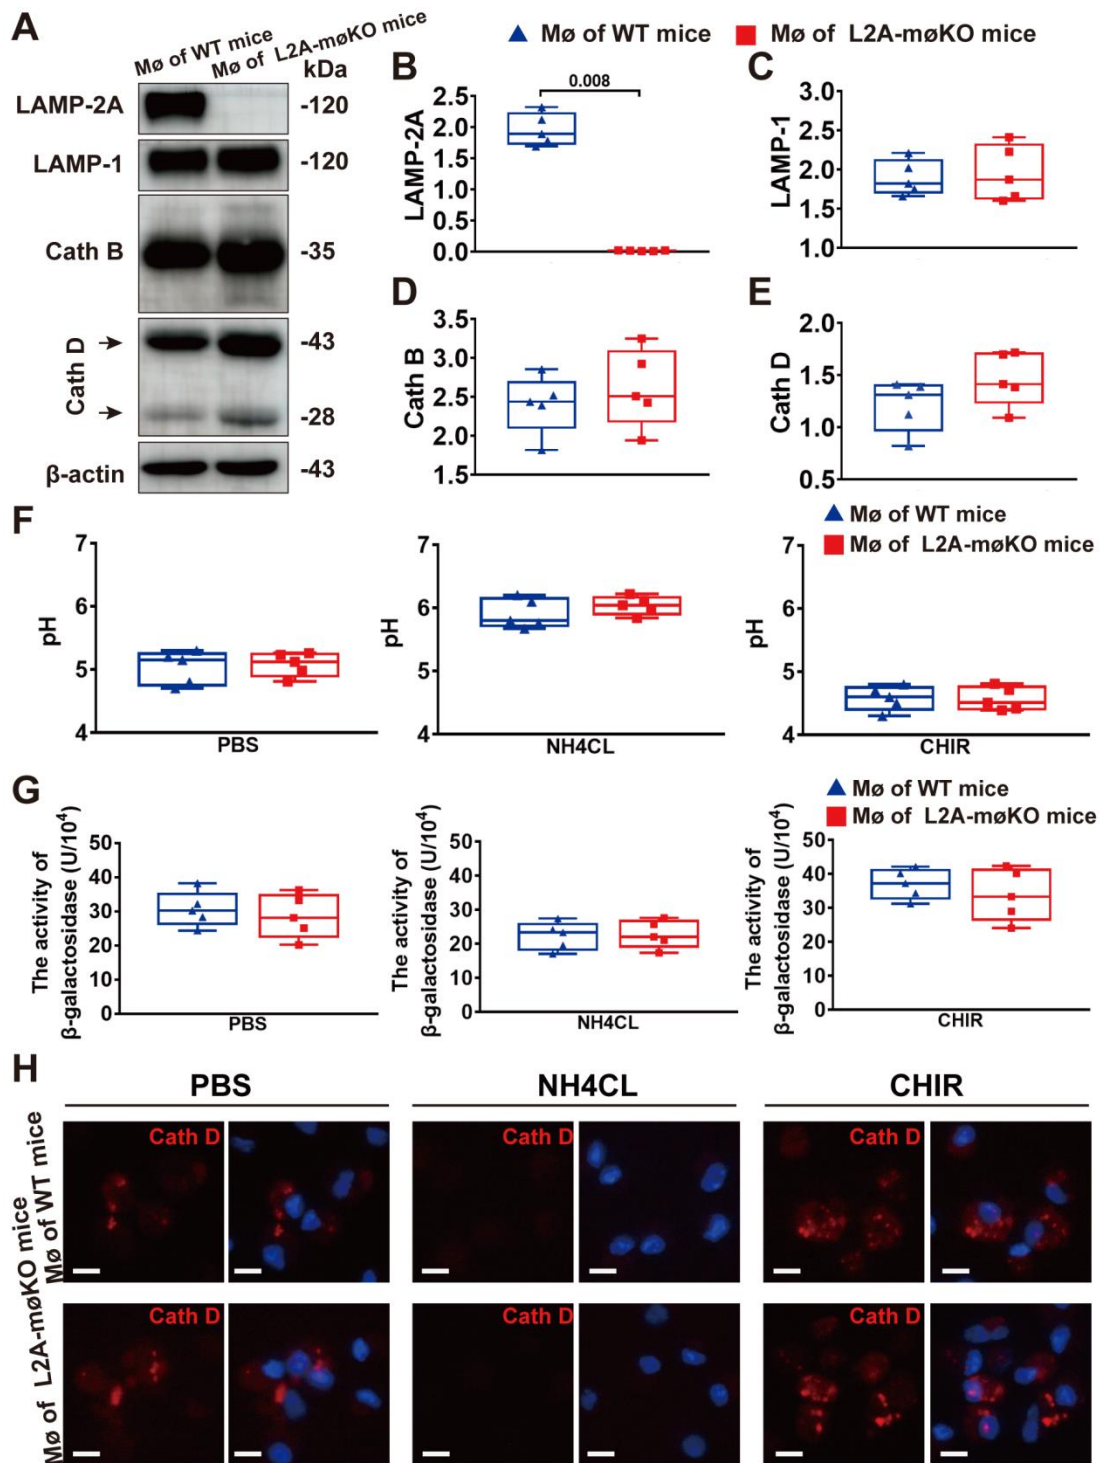 A
Mø of WT mice
Mø of L2A-møKO mice
kDa
LAMP-2A
-120
LAMP-1
-120
Cath B
-35
Cath D
-43
-28
β-actin
-43
Mø of WT mice
Mø of L2A-møKO mice
B
LAMP-2A
2.5
2.0
1.5
1.0
0.5
0.0
0.008
C
LAMP-1
3.0
2.5
2.0
1.5
1.0
D
Cath B
3.5
3.0
2.5
2.0
1.5
E
Cath D
2.0
1.5
1.0
0.5
F
pH
7
6
5
4
PBS
pH
7
6
5
4
NH4CL
Mø of WT mice
Mø of L2A-møKO mice
pH
7
6
5
4
CHIR
G
The activity of
β-galactosidase (U/10⁴)
50
40
30
20
10
0
PBS
The activity of
β-galactosidase (U/10⁴)
50
40
30
20
10
0
NH4CL
Mø of WT mice
Mø of L2A-møKO mice
The activity of
β-galactosidase (U/10⁴)
50
40
30
20
10
0
CHIR
H
PBS
NH4CL
CHIR
Mø of WT mice
Cath D
Cath D
Cath D
Mø of L2A-møKO mice
Cath D
Cath D
Cath D